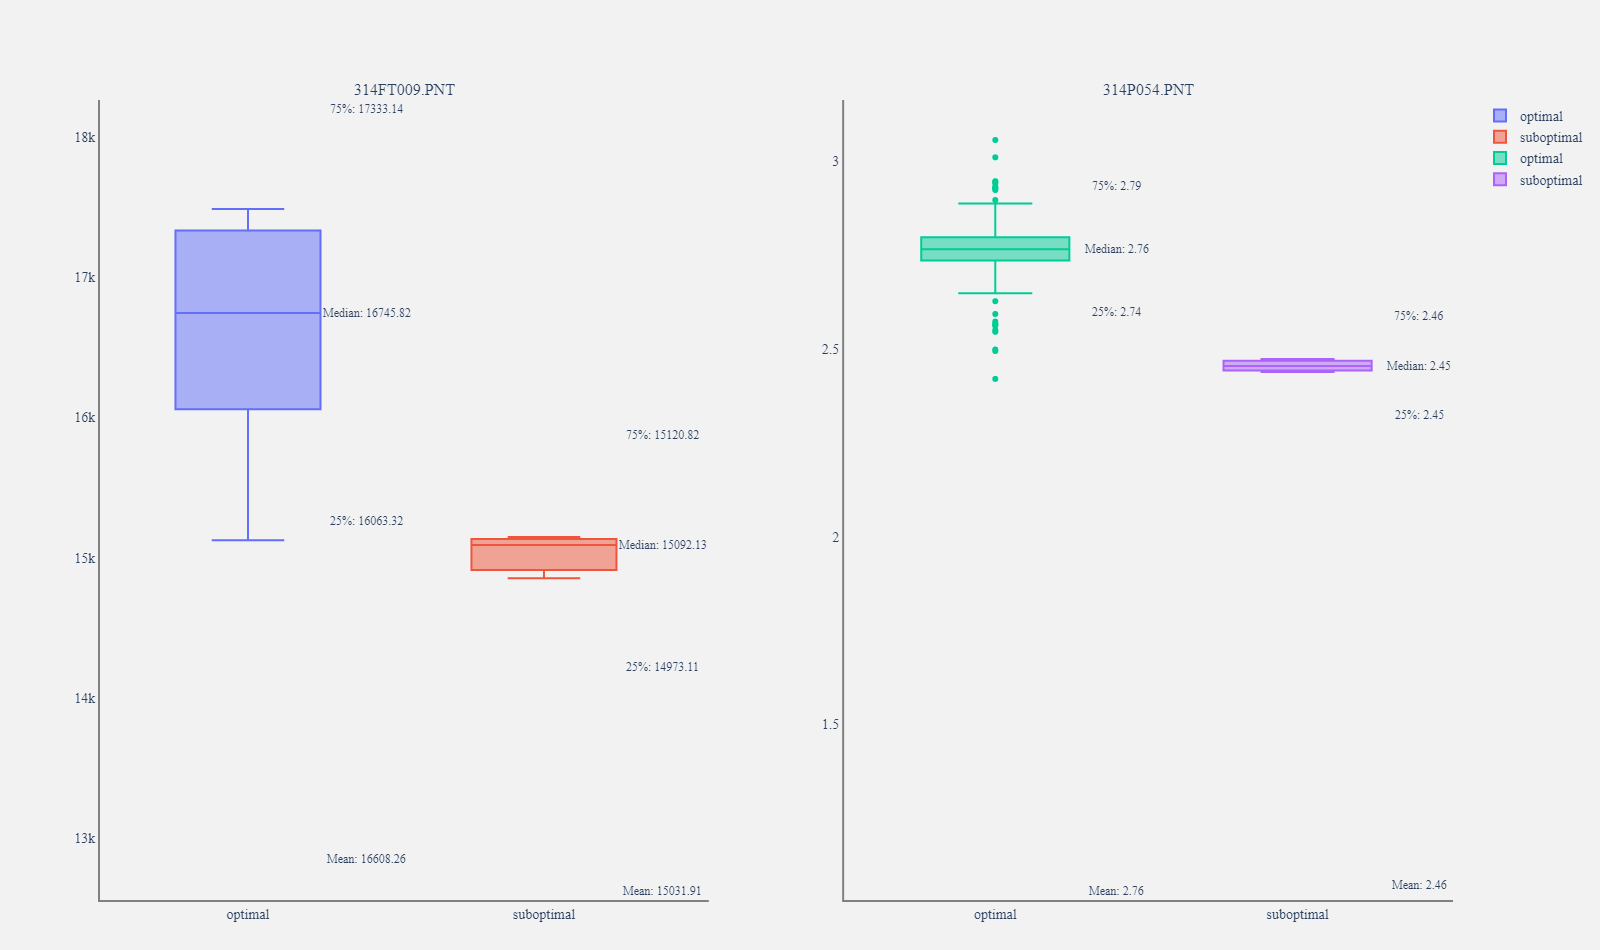 314FT009.PNT
75%: 17333.14
18k
17k
Median: 16745.82
16k
75%: 15120.82
25%: 16063.32
15k
Median: 15092.13
25%: 14973.11
14k
13k
Mean: 16608.26
Mean: 15031.91
optimal
suboptimal
314P054.PNT
3
75%: 2.79
Median: 2.76
25%: 2.74
75%: 2.46
2.5
Median: 2.45
25%: 2.45
2
1.5
Mean: 2.76
Mean: 2.46
optimal
suboptimal
optimal
suboptimal
optimal
suboptimal